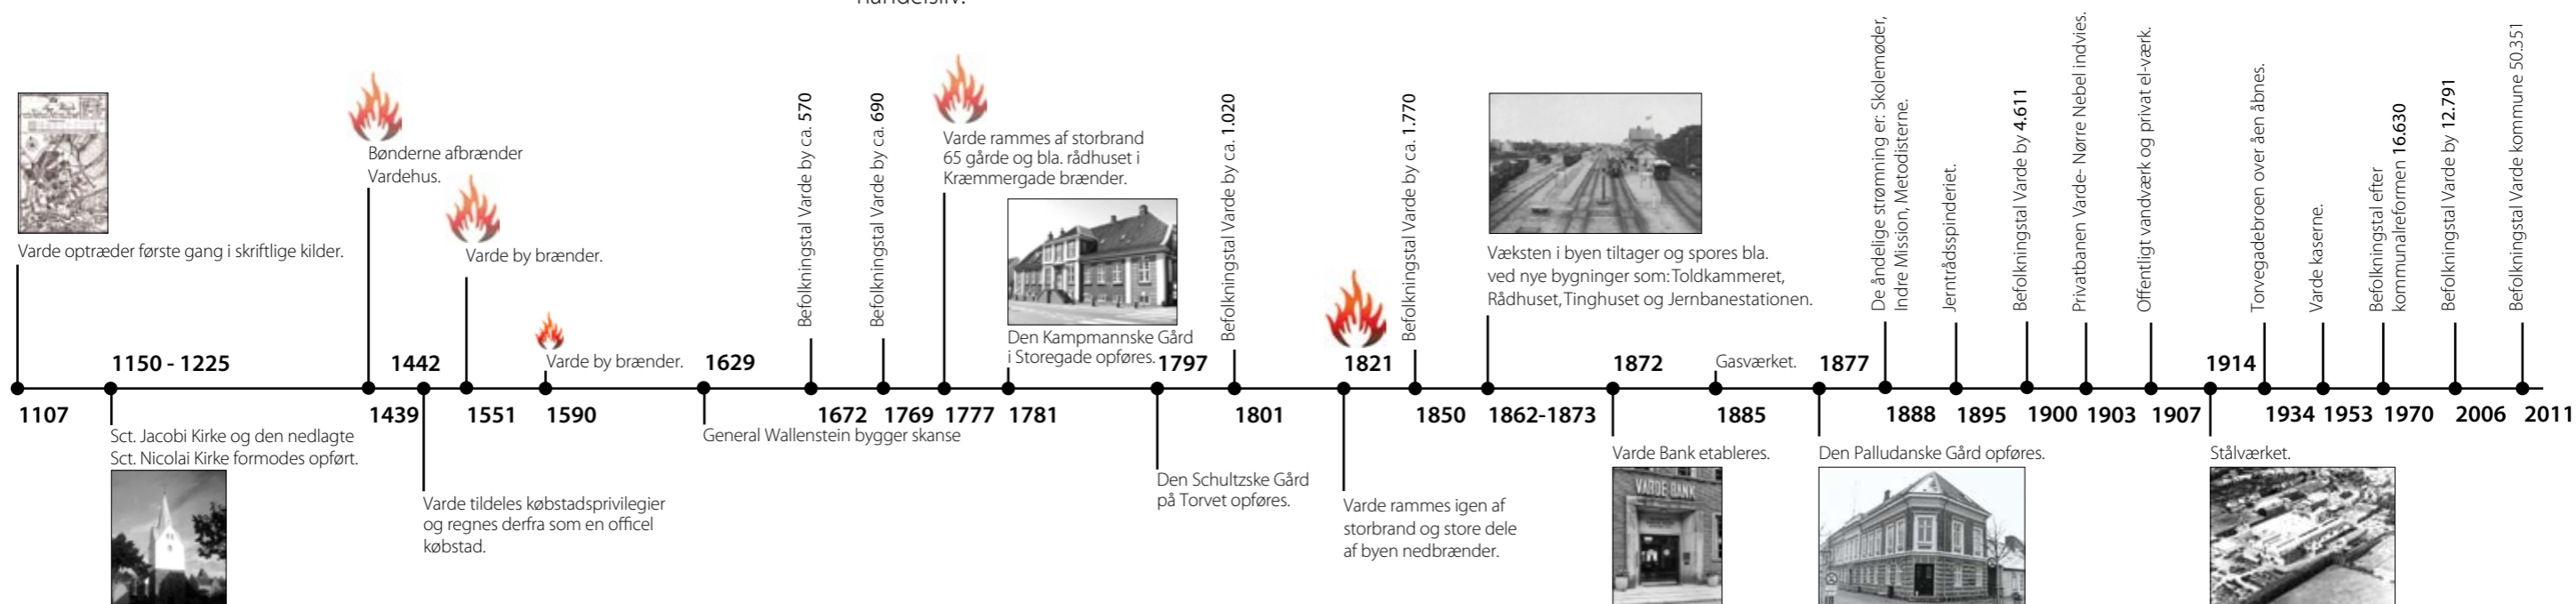 handelsliv.
Varde optræder første gang i skriftlige kilder.
1107
1150 - 1225
Sct. Jacobi Kirke og den nedlagte
Sct. Nicolai Kirke formodes opført.
Bønderne afbrænder
Vardehus.
1439
1442
Varde tildeles købstadsprivilegier
og regnes derfra som en officel
købstad.
Varde by brænder.
1551
Varde by brænder.
1590
1629
General Wallenstein bygger skanse
Befolkningstal Varde by ca. 570
1672
Befolkningstal Varde by ca. 690
1769
Varde rammes af storbrand
65 gårde og bla. rådhuset i
Kræmmergade brænder.
1777
Den Kampmannske Gård
i Storegade opføres.
1781
1797
Den Schultzske Gård
på Torvet opføres.
Befolkningstal Varde by ca. 1.020
1801
1821
Varde rammes igen af
storbrand og store dele
af byen nedbrænder.
Befolkningstal Varde by ca. 1.770
1850
Væksten i byen tiltager og spores bla.
ved nye bygninger som: Toldkammeret,
Rådhuset, Tinghuset og Jernbanestationen.
1862-1873
1872
Varde Bank etableres.
VARDE BANK
Gasværket.
1885
1877
Den Palludanske Gård opføres.
De åndelige strømning er: Skolemøder,
Indre Mission, Metodisterne.
1888
Jerntrådsspinderiet.
1895
Befolkningstal Varde by 4.611
1900
Privatbanen Varde- Nørre Nebel indvies.
1903
Offentligt vandværk og privat el-værk.
1907
1914
Stålværket.
Torvegadebroen over åen åbnes.
1934
Varde kaserne.
1953
Befolkningstal efter
kommunalreformen 16.630
1970
Befolkningstal Varde by 12.791
2006
Befolkningstal Varde kommune 50.351
2011